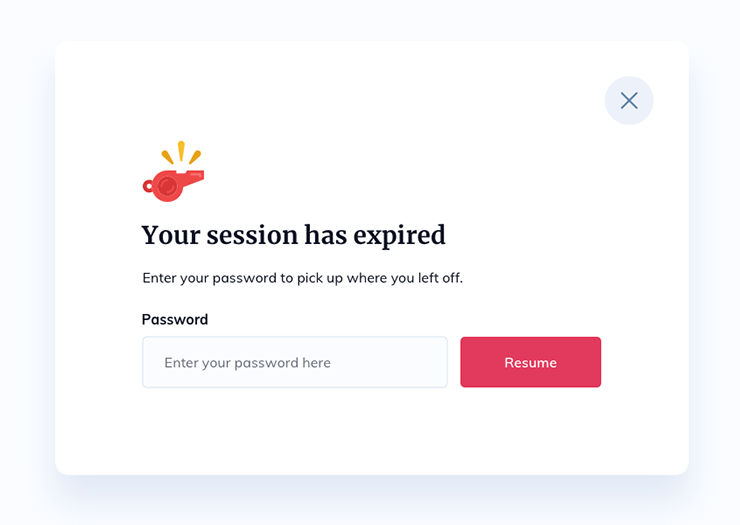 Your session has expired
Enter your password to pick up where you left off.
Password
Enter your password here
Resume